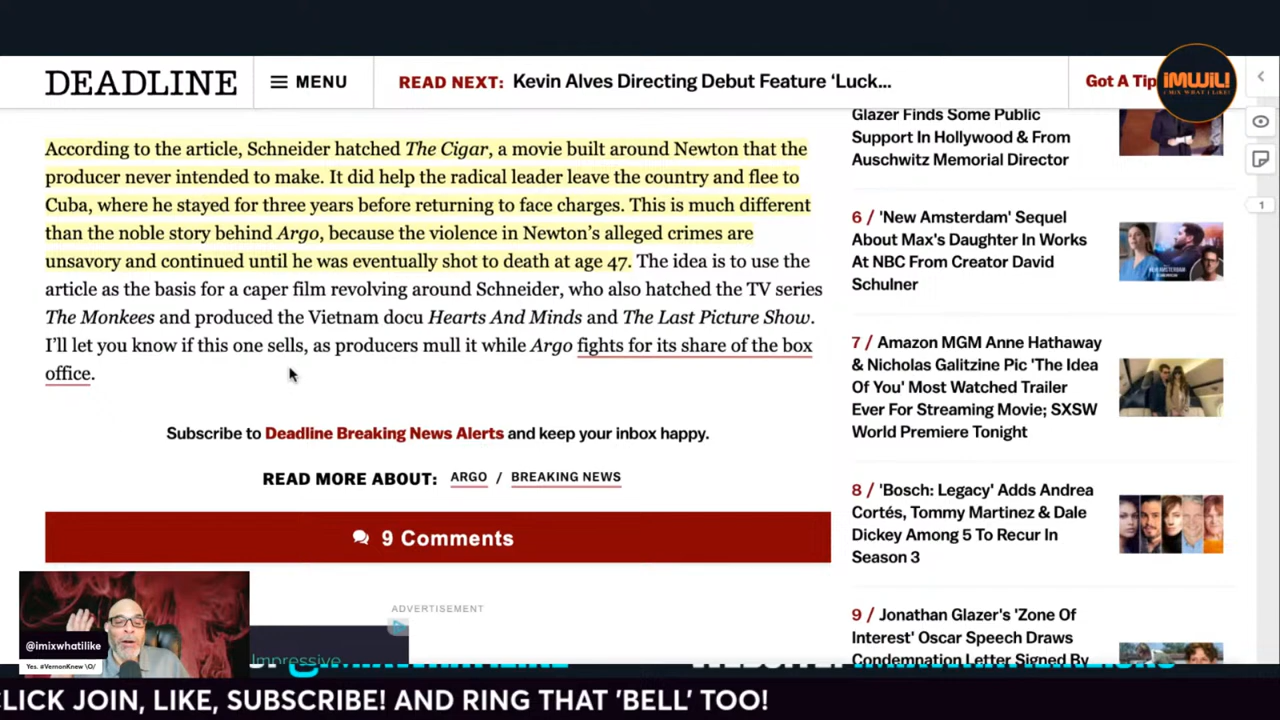 DEADLINE
MENU
READ NEXT: Kevin Alves Directing Debut Feature ‘Luck...
Got A Tip
iMWiL!
I MIX WHAT I LIKE!
According to the article, Schneider hatched The Cigar, a movie built around Newton that the
producer never intended to make. It did help the radical leader leave the country and flee to
Cuba, where he stayed for three years before returning to face charges. This is much different
than the noble story behind Argo, because the violence in Newton’s alleged crimes are
unsavory and continued until he was eventually shot to death at age 47. The idea is to use the
article as the basis for a caper film revolving around Schneider, who also hatched the TV series
The Monkees and produced the Vietnam docu Hearts And Minds and The Last Picture Show.
I’ll let you know if this one sells, as producers mull it while Argo fights for its share of the box
office.
Subscribe to Deadline Breaking News Alerts and keep your inbox happy.
READ MORE ABOUT: ARGO / BREAKING NEWS
9 Comments
ADVERTISEMENT
Impressive
Glazer Finds Some Public
Support In Hollywood & From
Auschwitz Memorial Director
6 / 'New Amsterdam' Sequel
About Max's Daughter In Works
At NBC From Creator David
Schulner
7 / Amazon MGM Anne Hathaway
& Nicholas Galitzine Pic 'The Idea
Of You' Most Watched Trailer
Ever For Streaming Movie; SXSW
World Premiere Tonight
8 / 'Bosch: Legacy' Adds Andrea
Cortés, Tommy Martinez & Dale
Dickey Among 5 To Recur In
Season 3
9 / Jonathan Glazer's 'Zone Of
Interest' Oscar Speech Draws
Condemnation Letter Signed By
1
@imixwhatilike
Yes. #VernonKnew \O/
CLICK JOIN, LIKE, SUBSCRIBE! AND RING THAT 'BELL' TOO!